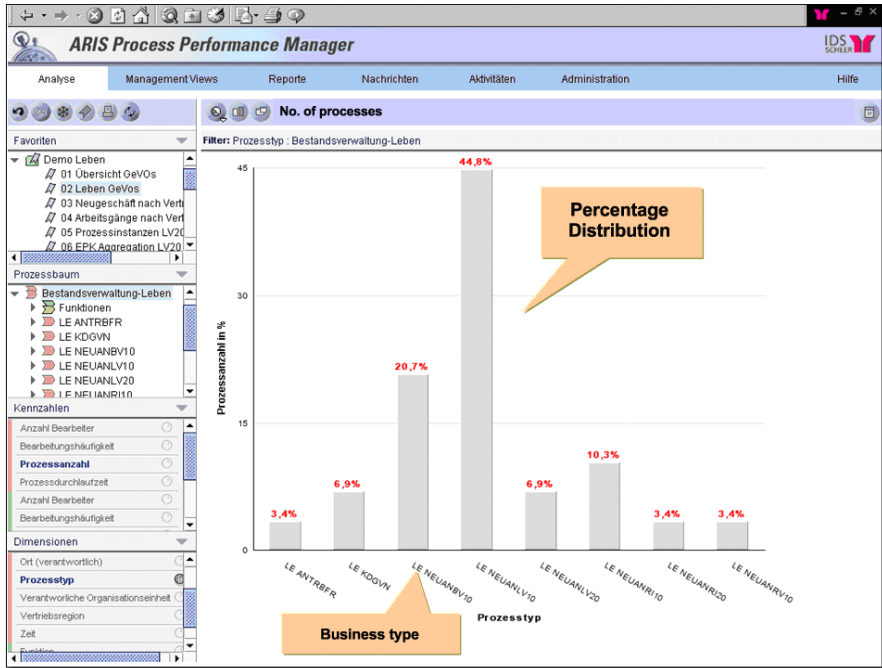 ARIS Process Performance Manager
IDS
SCHEER
Analyse
Management Views
Reporte
Nachrichten
Aktivitäten
Administration
Hilfe
No. of processes
Favoriten
Demo Leben
01 Übersicht GeVOs
02 Leben GeVos
03 Neugeschäft nach Vertr
04 Arbeitsgänge nach Vert
05 Prozessinstanzen LV20
06 EPK Aggregation LV20
Prozessbaum
Bestandsverwaltung-Leben
Funktionen
LE ANTRBFR
LE KDGVN
LE NEUANBV10
LE NEUANLV10
LE NEUANLV20
LE NEUANRI10
Kennzahlen
Anzahl Bearbeiter
Bearbeitungshäufigkeit
Prozessanzahl
Prozessdurchlaufzeit
Anzahl Bearbeiter
Bearbeitungshäufigkeit
Dimensionen
Ort (verantwortlich)
Prozesstyp
Verantworliche Organisationseinheit
Vertriebsregion
Zeit
Funktion
Filter: Prozesstyp : Bestandsverwaltung-Leben
Prozessanzahl in %
45
30
15
0
3,4%
6,9%
20,7%
44,8%
6,9%
10,3%
3,4%
3,4%
Percentage
Distribution
LE ANTRBFR
LE KDGVN
LE NEUANBV10
LE NEUANLV10
LE NEUANLV20
LE NEUANRI10
LE NEUANRI20
LE NEUANRV10
Prozesstyp
Business type